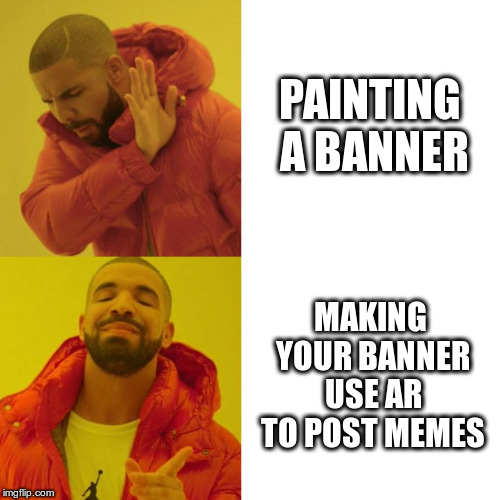 PAINTING
A BANNER
MAKING
YOUR BANNER
USE AR
TO POST MEMES
imgflip.com